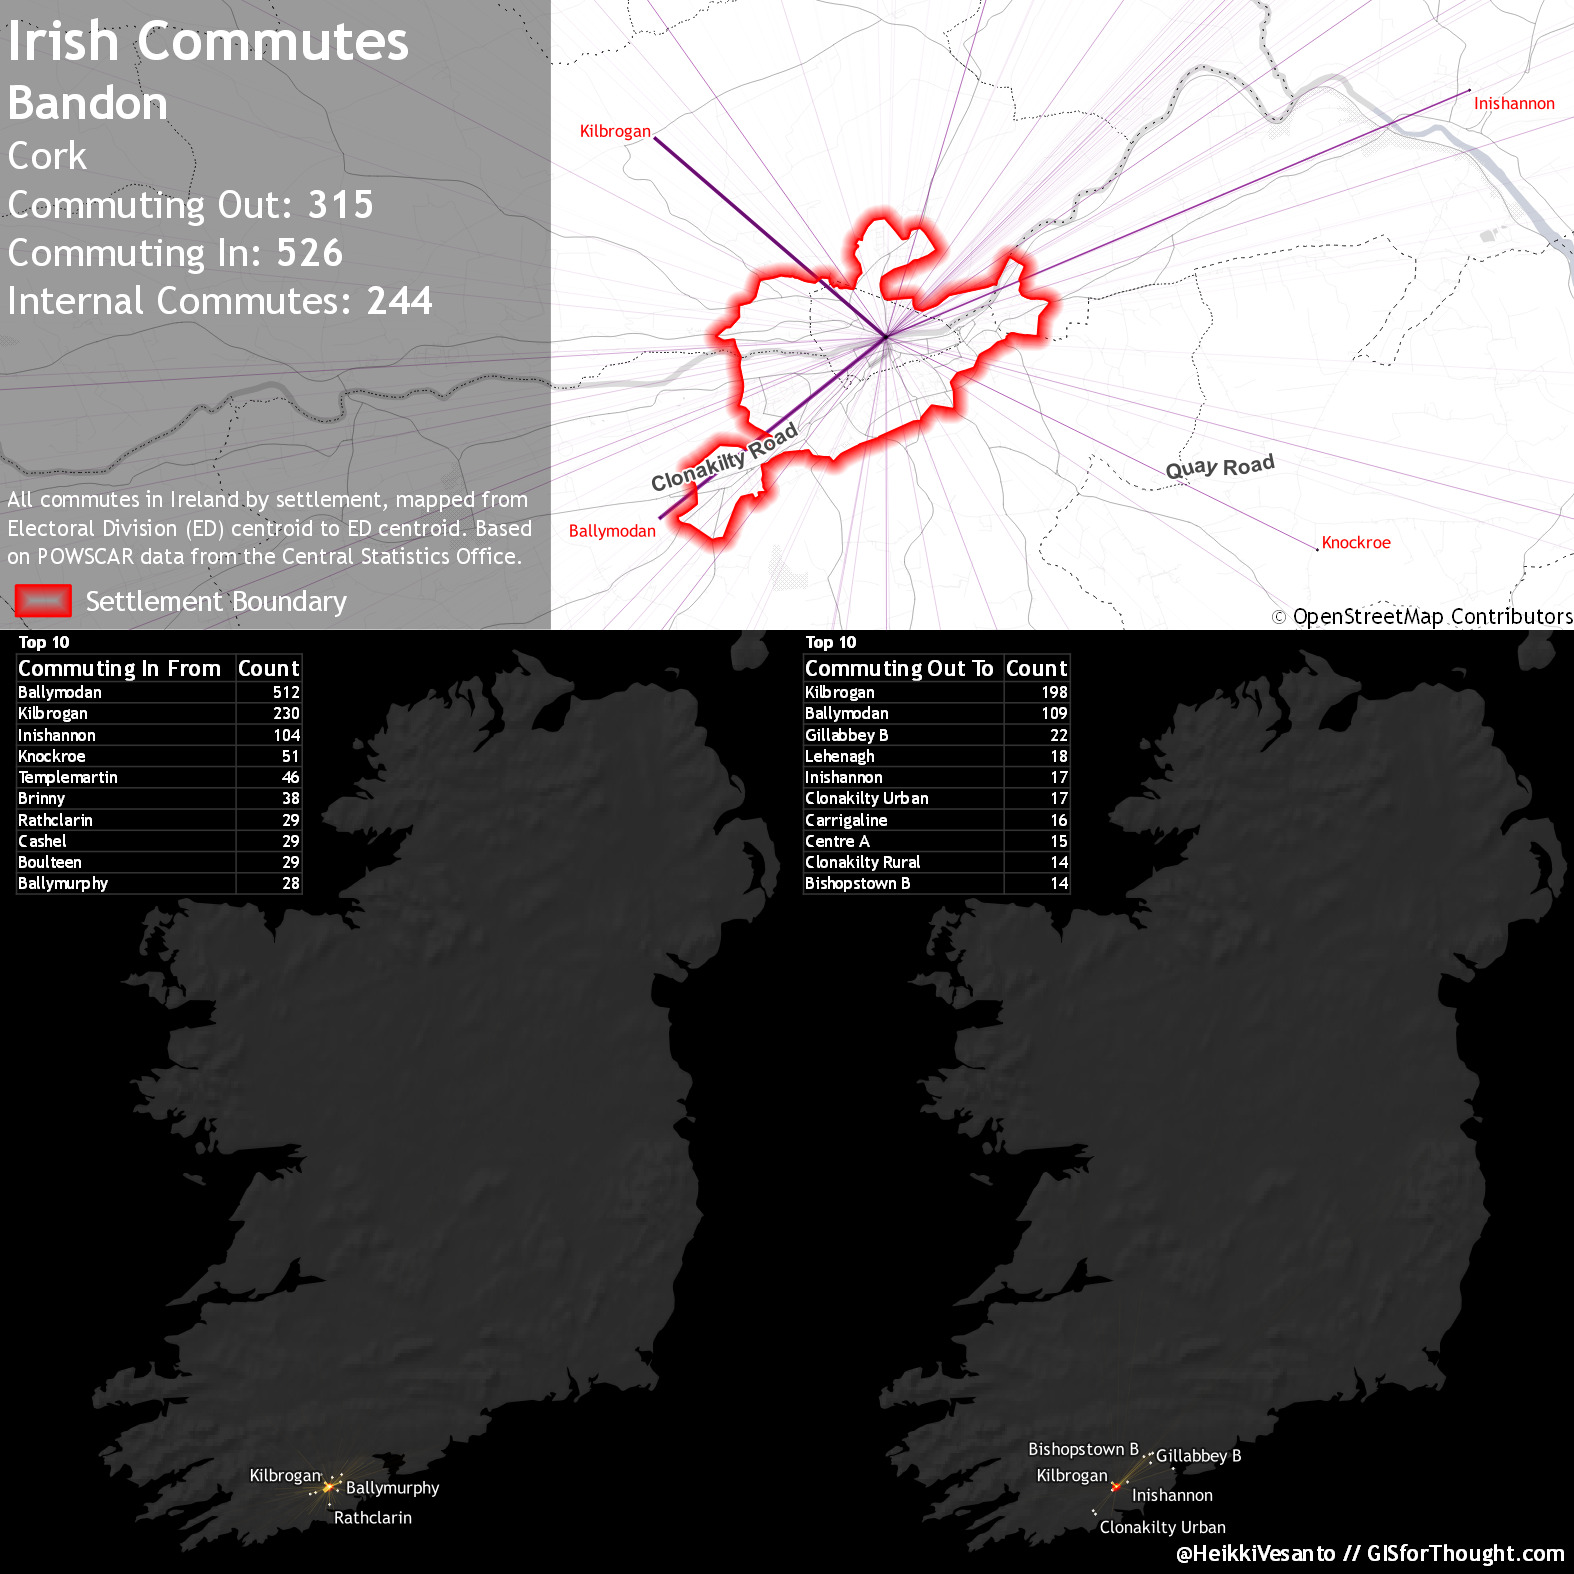 Irish Commutes
Bandon
Cork
Commuting Out: 315
Commuting In: 526
Internal Commutes: 244
All commutes in Ireland by settlement, mapped from
Electoral Division (ED) centroid to ED centroid. Based
on POWSCAR data from the Central Statistics Office.
Settlement Boundary
Kilbrogan
Inishannon
Clonakilty Road
Quay Road
Ballymodan
Knockroe
© OpenStreetMap Contributors
Top 10
Commuting In From Count
Ballymodan 512
Kilbrogan 230
Inishannon 104
Knockroe 51
Templemartin 46
Brinny 38
Rathclarin 29
Cashel 29
Boulteen 29
Ballymurphy 28
Kilbrogan
Ballymurphy
Rathclarin
Top 10
Commuting Out To Count
Kilbrogan 198
Ballymodan 109
Gillabbey B 22
Lehenagh 18
Inishannon 17
Clonakilty Urban 17
Carrigaline 16
Centre A 15
Clonakilty Rural 14
Bishopstown B 14
Bishopstown B
Gillabbey B
Kilbrogan
Inishannon
Clonakilty Urban
@HeikkiVesanto // GISforThought.com